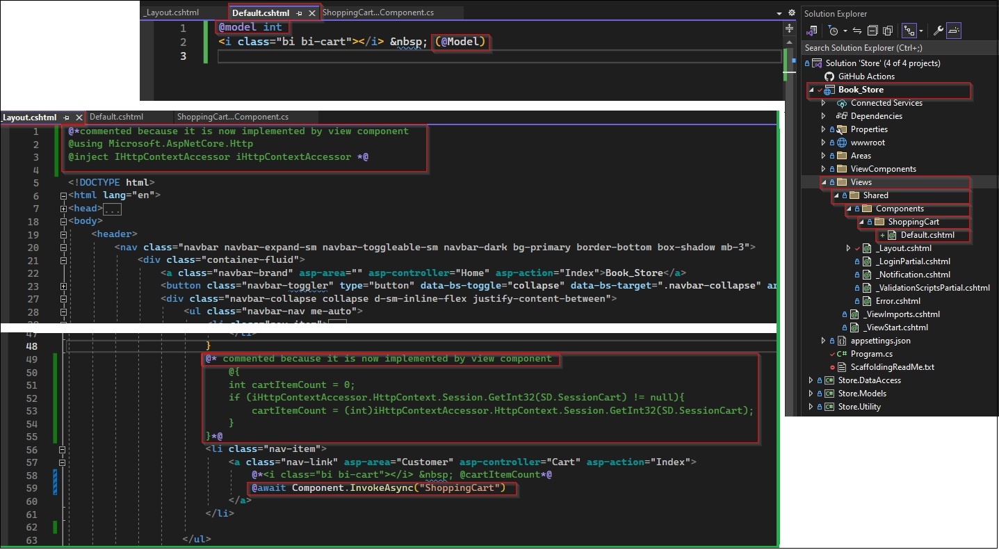 _Layout.cshtml Default.cshtml ShoppingCart...Component.cs
1 @model int
2 <i class="bi bi-cart"></i> &nbsp; (@Model)
3
_Layout.cshtml Default.cshtml ShoppingCart...Component.cs
1 @*commented because it is now implemented by view component
2 @using Microsoft.AspNetCore.Http
3 @inject IHttpContextAccessor iHttpContextAccessor *@
4
5 <!DOCTYPE html>
6 <html lang="en">
7 <head>...
18 <body>
19 <header>
20 <nav class="navbar navbar-expand-sm navbar-toggleable-sm navbar-dark bg-primary border-bottom box-shadow mb-3">
21 <div class="container-fluid">
22 <a class="navbar-brand" asp-area="" asp-controller="Home" asp-action="Index">Book_Store</a>
23 <button class="navbar-toggler" type="button" data-bs-toggle="collapse" data-bs-target=".navbar-collapse" ar
27 <div class="navbar-collapse collapse d-sm-inline-flex justify-content-between">
28 <ul class="navbar-nav me-auto">
<li class="nav-item">...
47 </li>
48 }
49 @* commented because it is now implemented by view component
50 @{
51 int cartItemCount = 0;
52 if (iHttpContextAccessor.HttpContext.Session.GetInt32(SD.SessionCart) != null){
53 cartItemCount = (int)iHttpContextAccessor.HttpContext.Session.GetInt32(SD.SessionCart);
54 }
55 }*@
56 <li class="nav-item">
57 <a class="nav-link" asp-area="Customer" asp-controller="Cart" asp-action="Index">
58 @*<i class="bi bi-cart"></i> &nbsp; @cartItemCount*@
59 @await Component.InvokeAsync("ShoppingCart")
60 </a>
61 </li>
62
63 </ul>
Solution Explorer
Search Solution Explorer (Ctrl+;)
Solution 'Store' (4 of 4 projects)
GitHub Actions
Book_Store
Connected Services
Dependencies
Properties
wwwroot
Areas
ViewComponents
Views
Shared
Components
ShoppingCart
Default.cshtml
_Layout.cshtml
_LoginPartial.cshtml
_Notification.cshtml
_ValidationScriptsPartial.cshtml
Error.cshtml
_ViewImports.cshtml
_ViewStart.cshtml
appsettings.json
C# Program.cs
ScaffoldingReadMe.txt
C# Store.DataAccess
C# Store.Models
C# Store.Utility